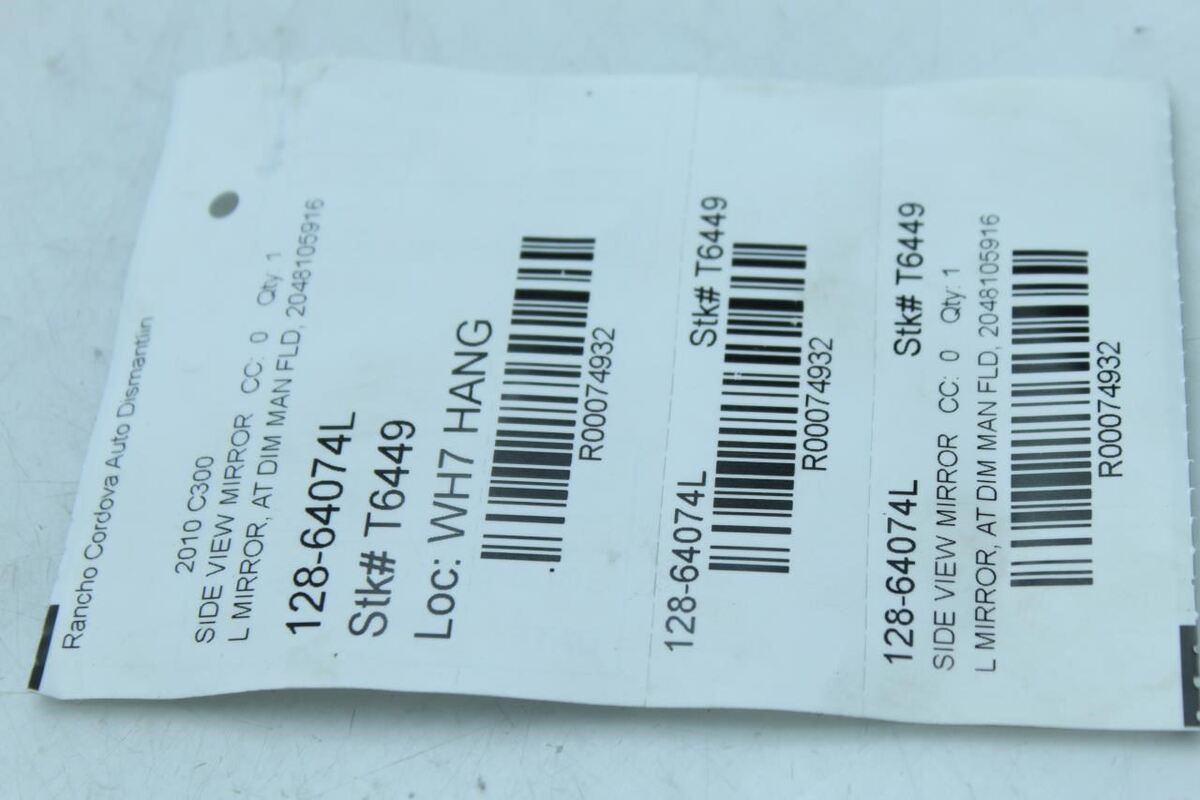 Rancho Cordova Auto Dismantlin
2010 C300
SIDE VIEW MIRROR CC: 0 Qty: 1
L MIRROR, AT DIM MAN FLD, 2048105916
128-64074L
Stk# T6449
Loc: WH7 HANG
R00074932
128-64074L Stk# T6449
R00074932
128-64074L Stk# T6449
SIDE VIEW MIRROR CC: 0 Qty: 1
L MIRROR, AT DIM MAN FLD, 2048105916
R00074932